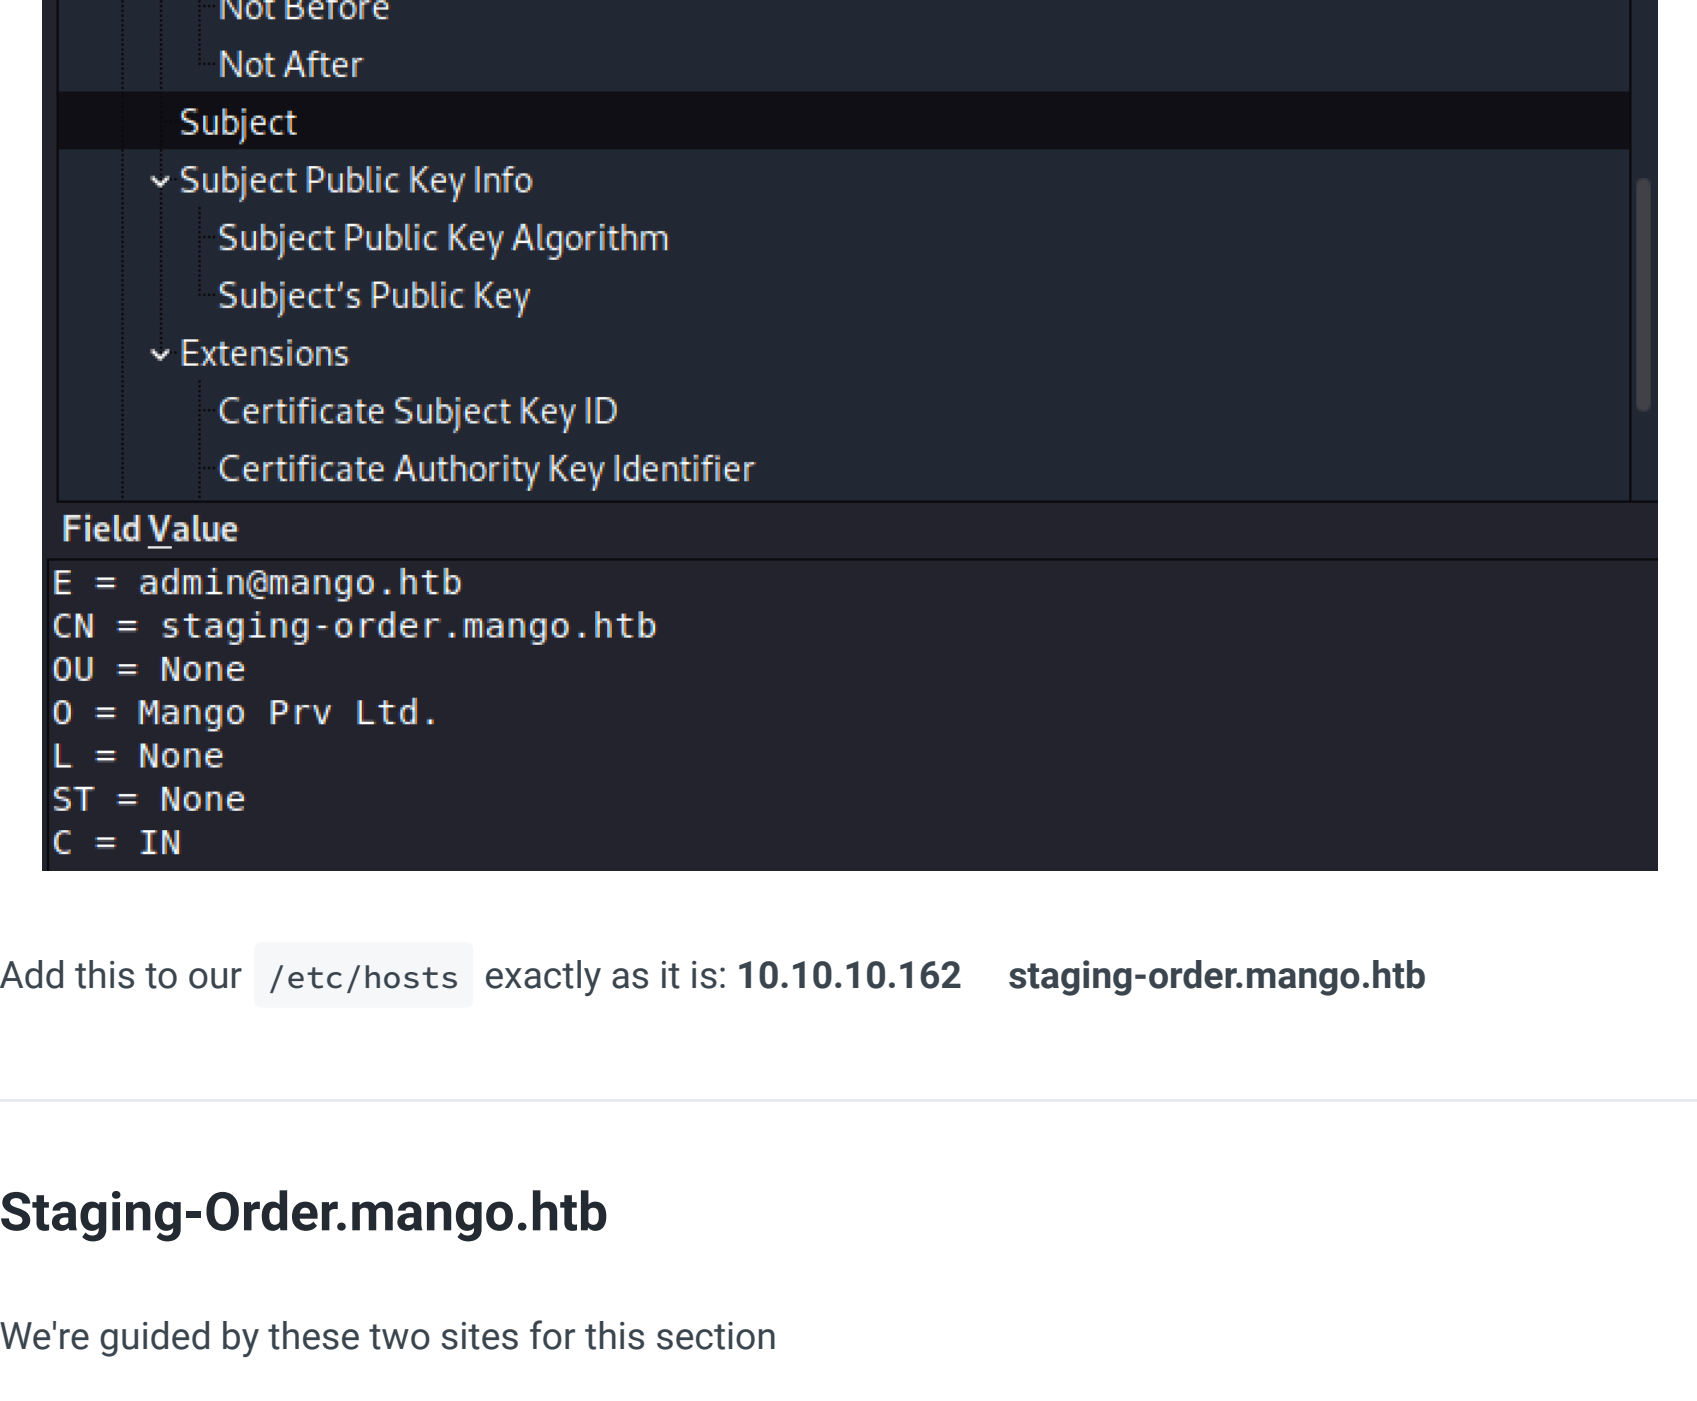 Not Before
Not After
Subject
Subject Public Key Info
Subject Public Key Algorithm
Subject's Public Key
Extensions
Certificate Subject Key ID
Certificate Authority Key Identifier
Field Value
E = admin@mango.htb
CN = staging-order.mango.htb
OU = None
O = Mango Prv Ltd.
L = None
ST = None
C = IN
Add this to our /etc/hosts exactly as it is: 10.10.10.162 staging-order.mango.htb
Staging-Order.mango.htb
We're guided by these two sites for this section